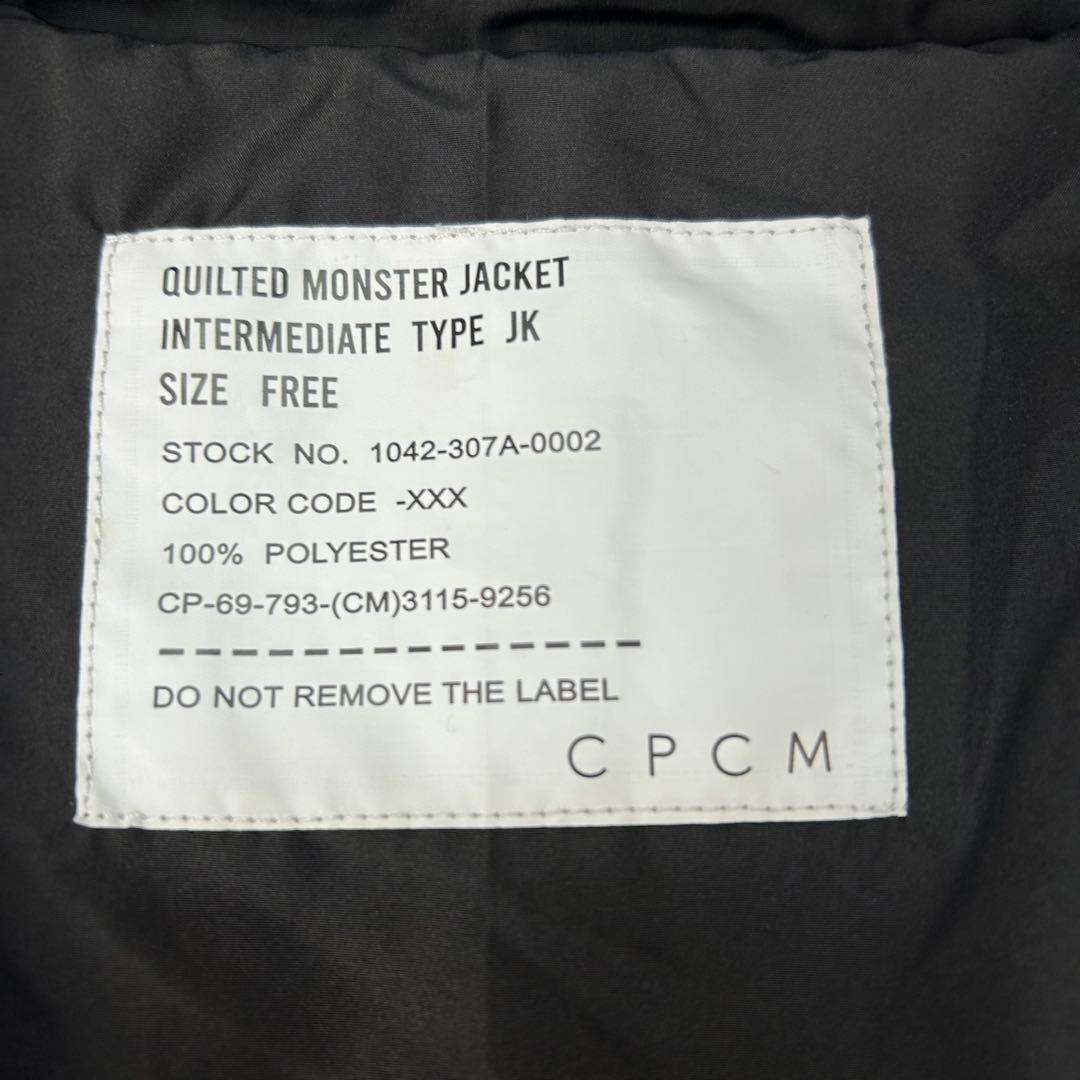 QUILTED MONSTER JACKET
INTERMEDIATE TYPE JK
SIZE FREE
STOCK NO. 1042-307A-0002
COLOR CODE -XXX
100% POLYESTER
CP-69-793-(CM)3115-9256
DO NOT REMOVE THE LABEL
CPCM